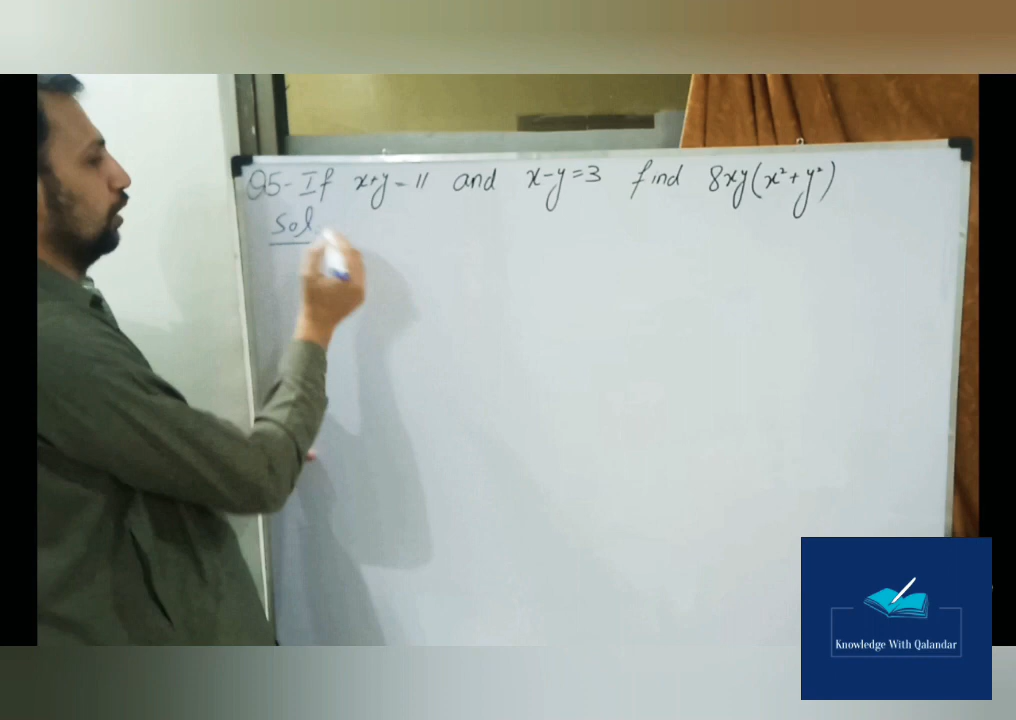 Q5- If x+y=11 and x-y=3 find 8xy(x²+y²)
Sol
Knowledge With Qalandar